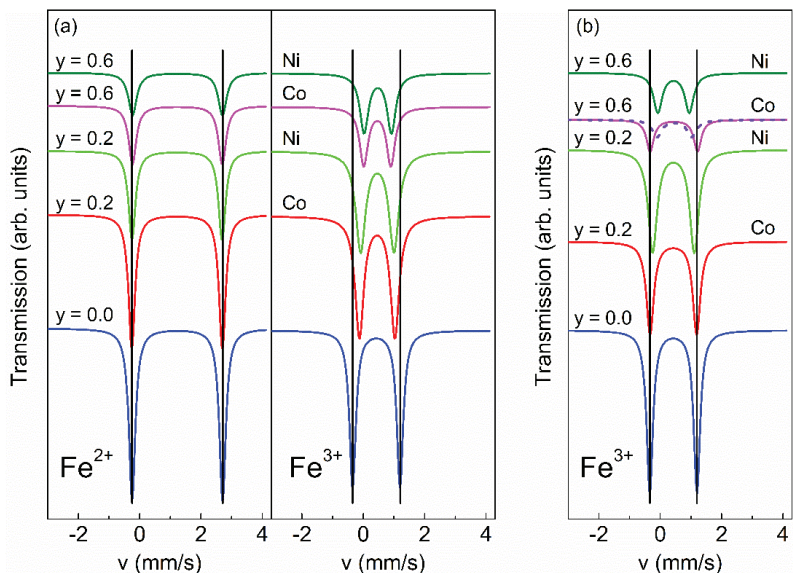 (a)
y = 0.6
y = 0.6
y = 0.2
y = 0.2
y = 0.0
Fe2+
Ni
Co
Ni
Co
Fe3+
Transmission (arb. units)
-2 0 2 4
v (mm/s)
-2 0 2 4
v (mm/s)
(b)
y = 0.6
y = 0.6
y = 0.2
y = 0.2
y = 0.0
Ni
Co
Ni
Co
Fe3+
Transmission (arb. units)
-2 0 2 4
v (mm/s)